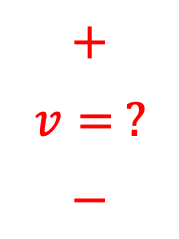 +
v = ?
−